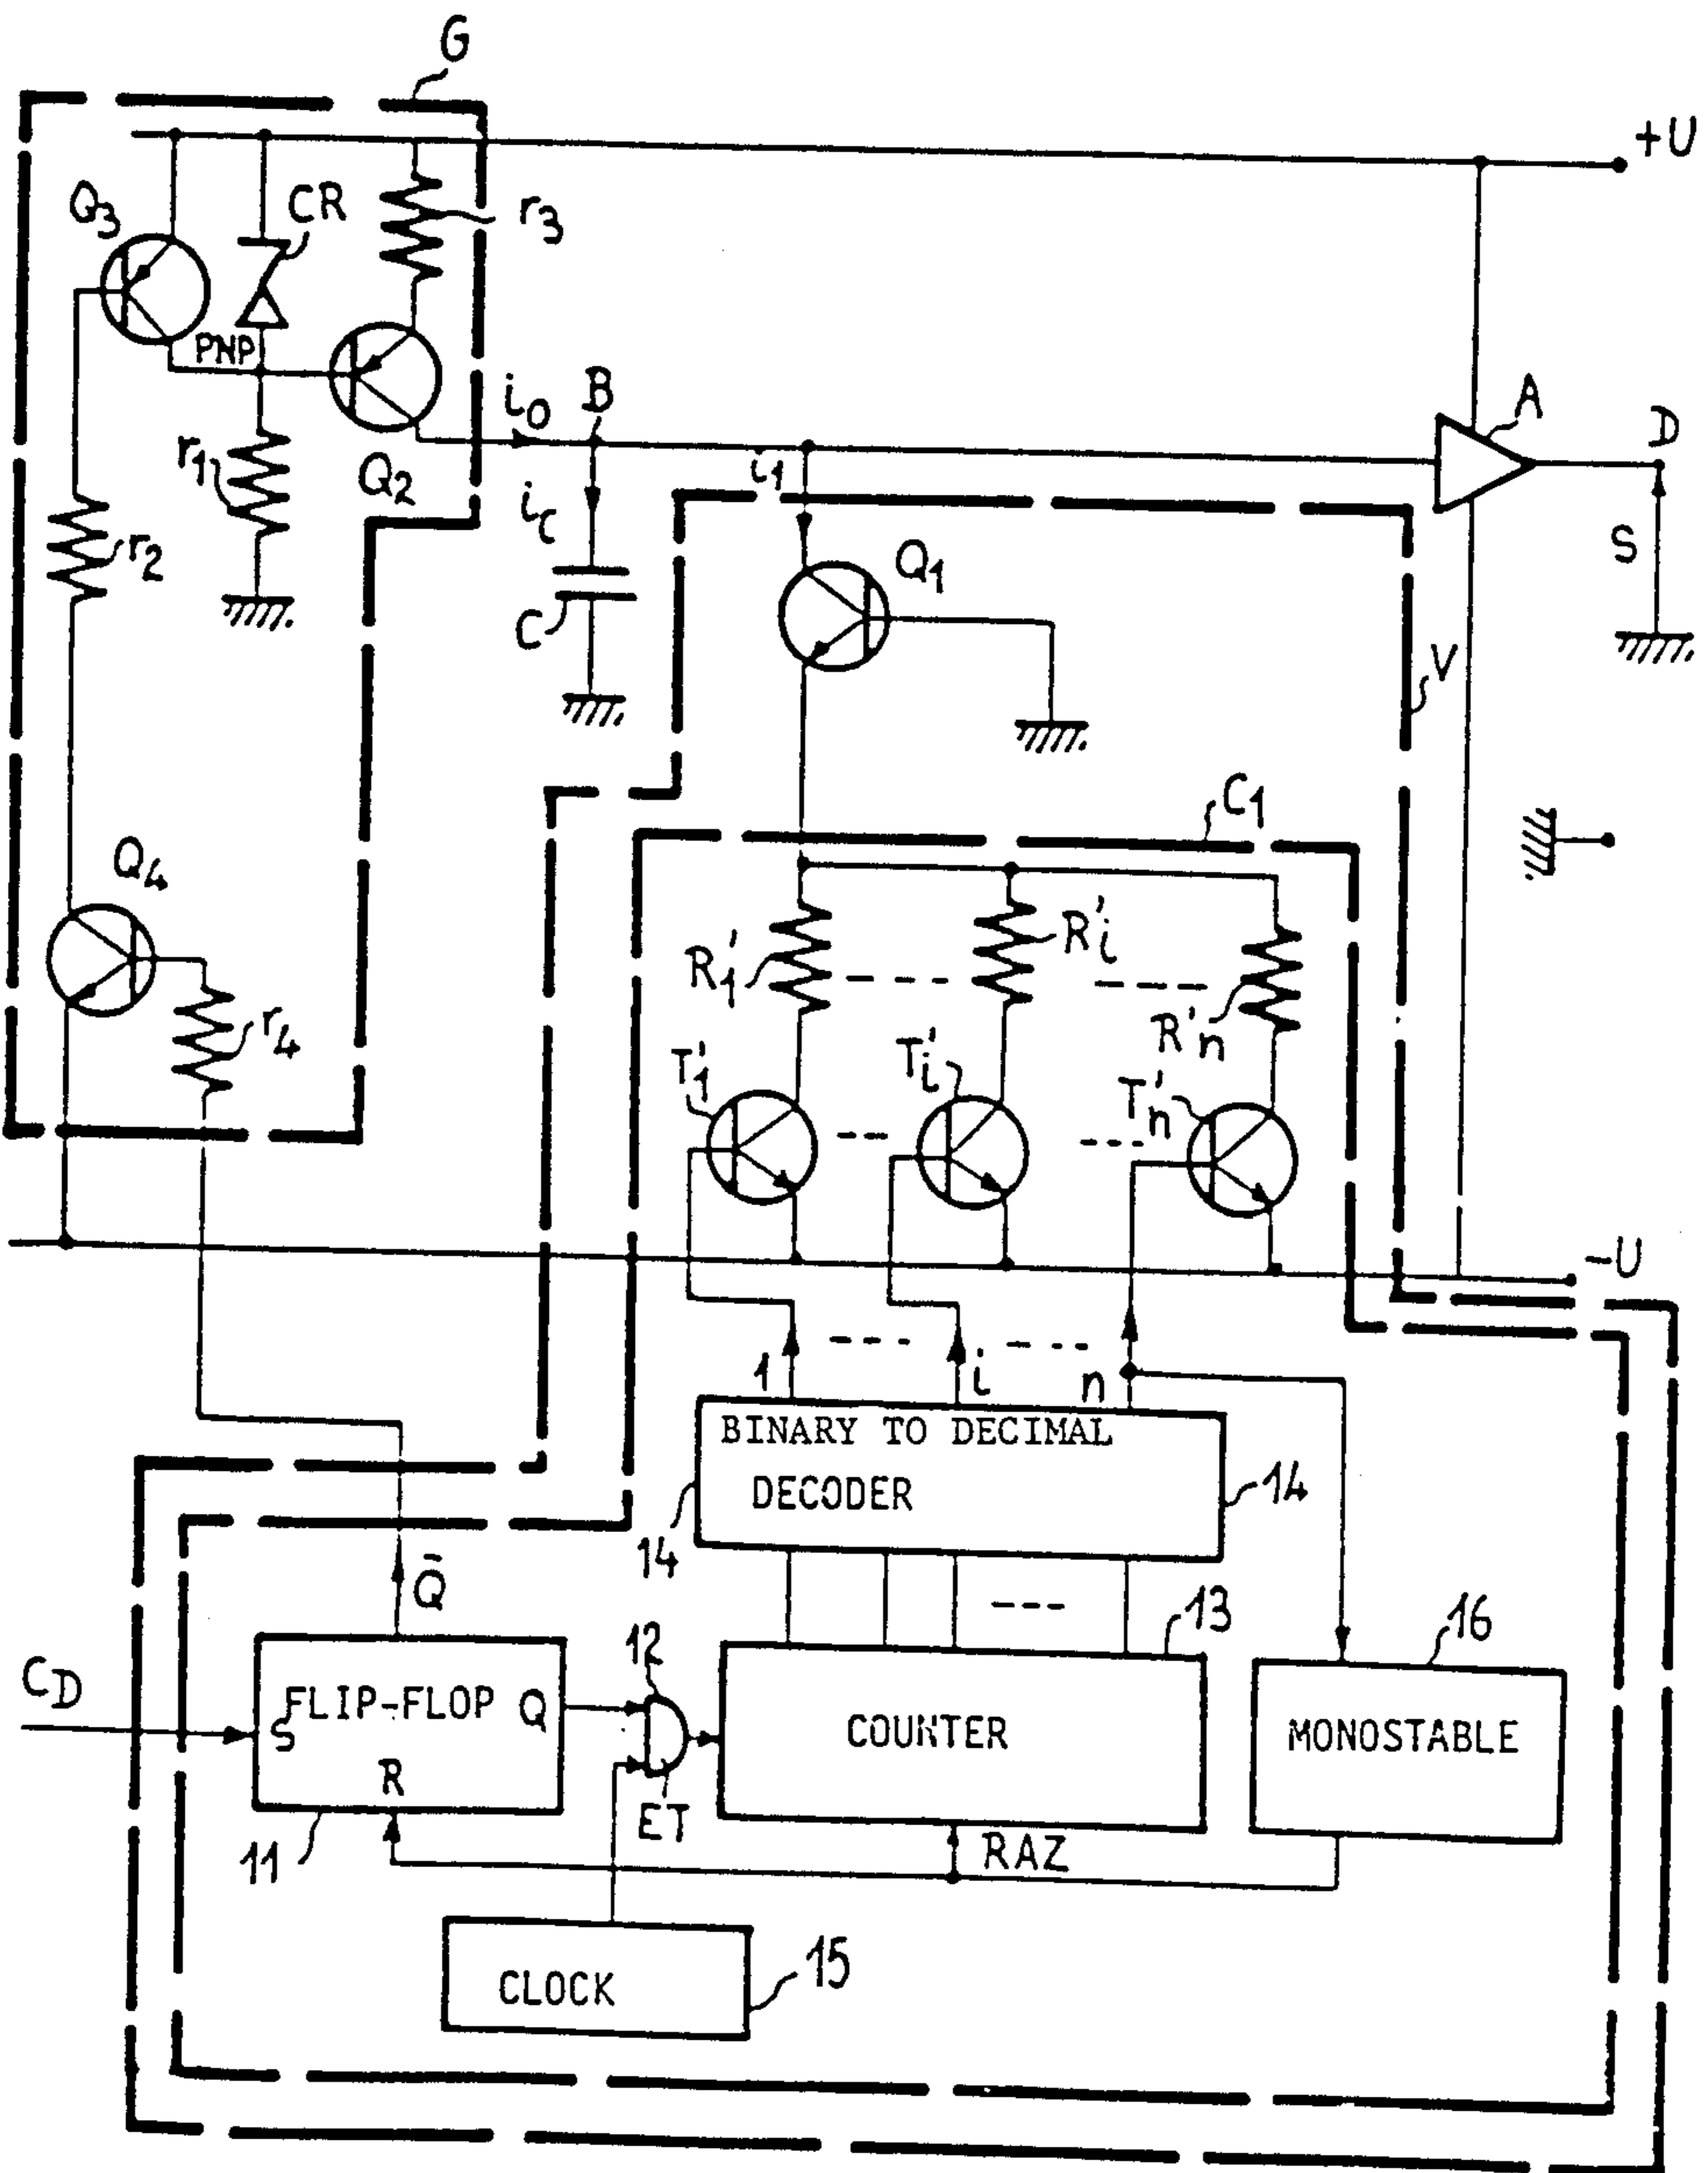 G
+U
Q3
CR
r3
PNP
A
D
i0
B
r1
Q2
i1
iC
r2
Q1
S
C
V
C1
Q4
R'1
R'i
R'n
r4
T'1
T'i
T'n
-U
1
i
n
BINARY TO DECIMAL
DECODER
14
14
Q̄
13
16
12
CD
FLIP-FLOP
Q
S
COUNTER
MONOSTABLE
R
ET
RAZ
11
CLOCK
15